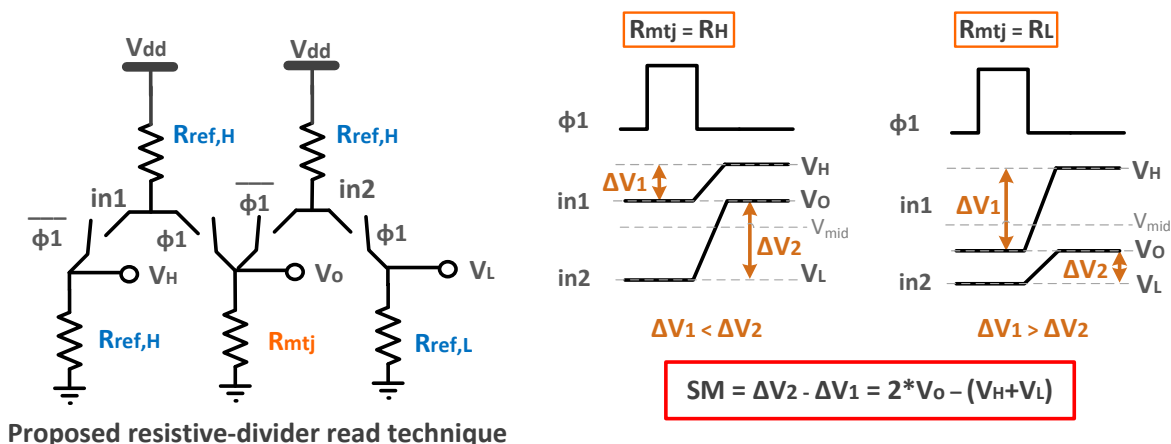 Vdd
Vdd
Rref,H
Rref,H
in1
φ1
in2
φ1
φ1
φ1
VH
Vo
VL
Rref,H
Rmtj
Rref,L
Proposed resistive-divider read technique
Rmtj = RH
φ1
VH
ΔV1
in1
Vo
Vmid
ΔV2
in2
VL
ΔV1 < ΔV2
Rmtj = RL
φ1
VH
in1
ΔV1
Vmid
Vo
in2
ΔV2
VL
ΔV1 > ΔV2
SM = ΔV2 - ΔV1 = 2*Vo – (VH+VL)